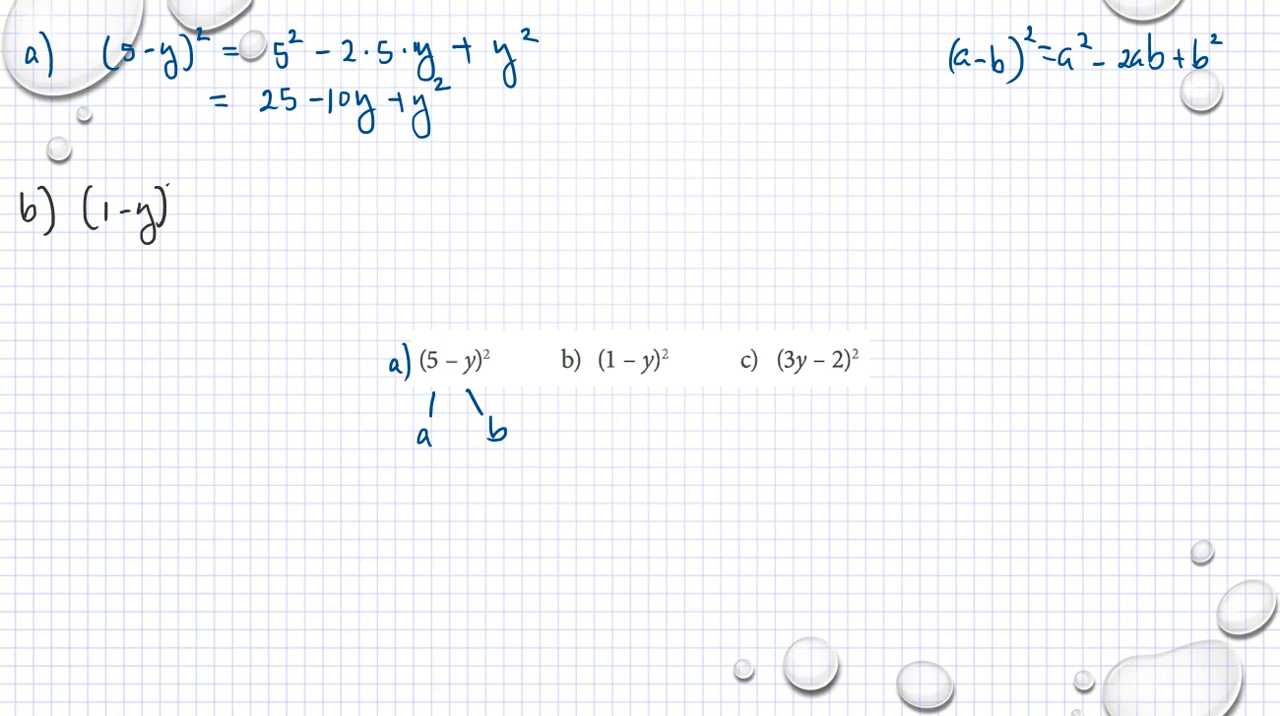 a) (5-y)² = 5² - 2·5·y + y²
(a-b)²=a² - 2ab+b²
= 25 -10y +y²
b) (1-y)
a) (5 – y)² b) (1 – y)² c) (3y – 2)²
a b